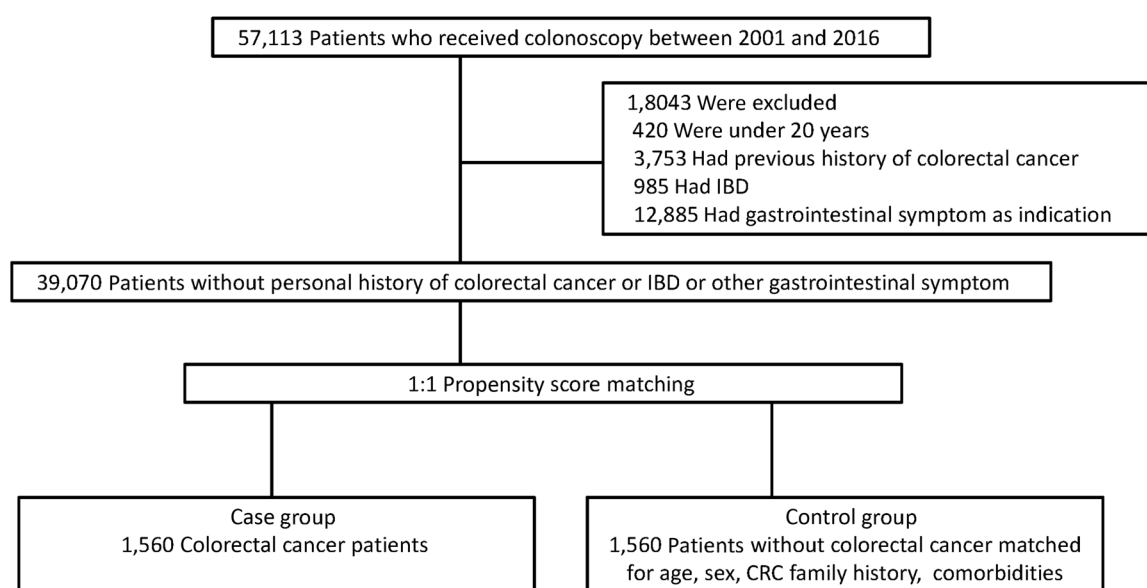 57,113 Patients who received colonoscopy between 2001 and 2016
1,8043 Were excluded
420 Were under 20 years
3,753 Had previous history of colorectal cancer
985 Had IBD
12,885 Had gastrointestinal symptom as indication
39,070 Patients without personal history of colorectal cancer or IBD or other gastrointestinal symptom
1:1 Propensity score matching
Case group
1,560 Colorectal cancer patients
Control group
1,560 Patients without colorectal cancer matched
for age, sex, CRC family history, comorbidities